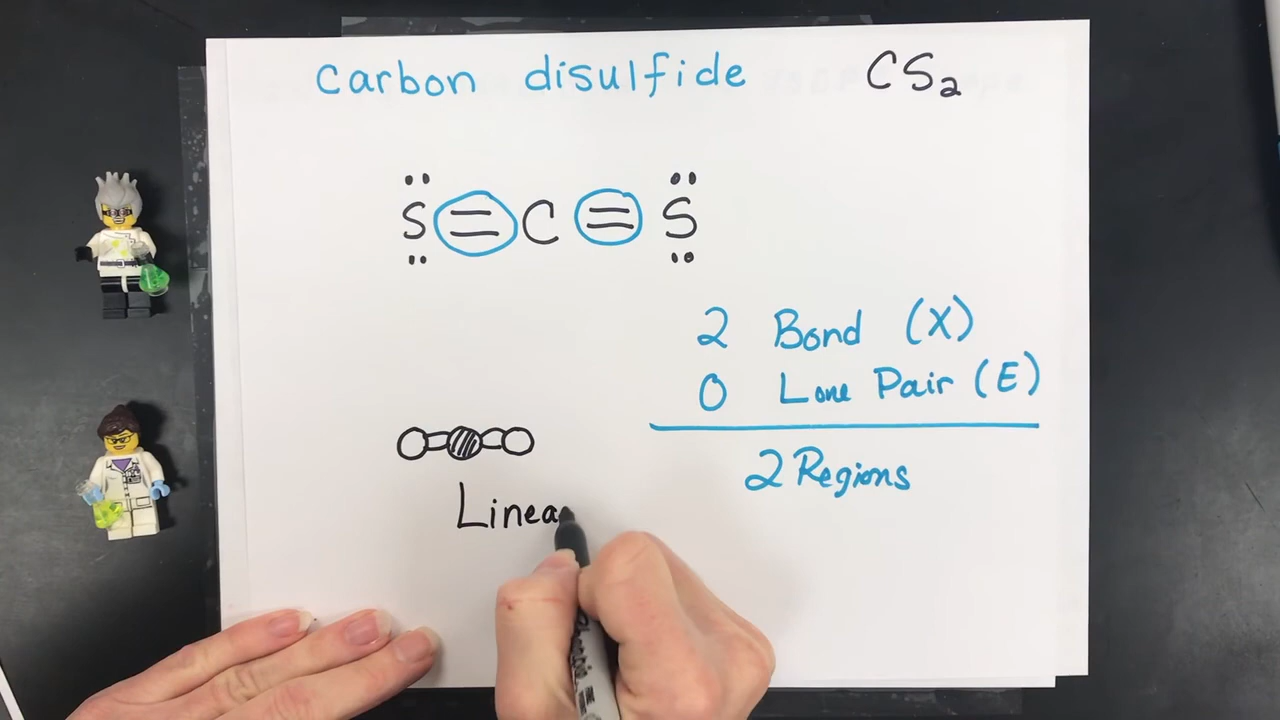 carbon disulfide CS₂
S = C = S
2 Bond (X)
0 Lone Pair (E)
2 Regions
Linea